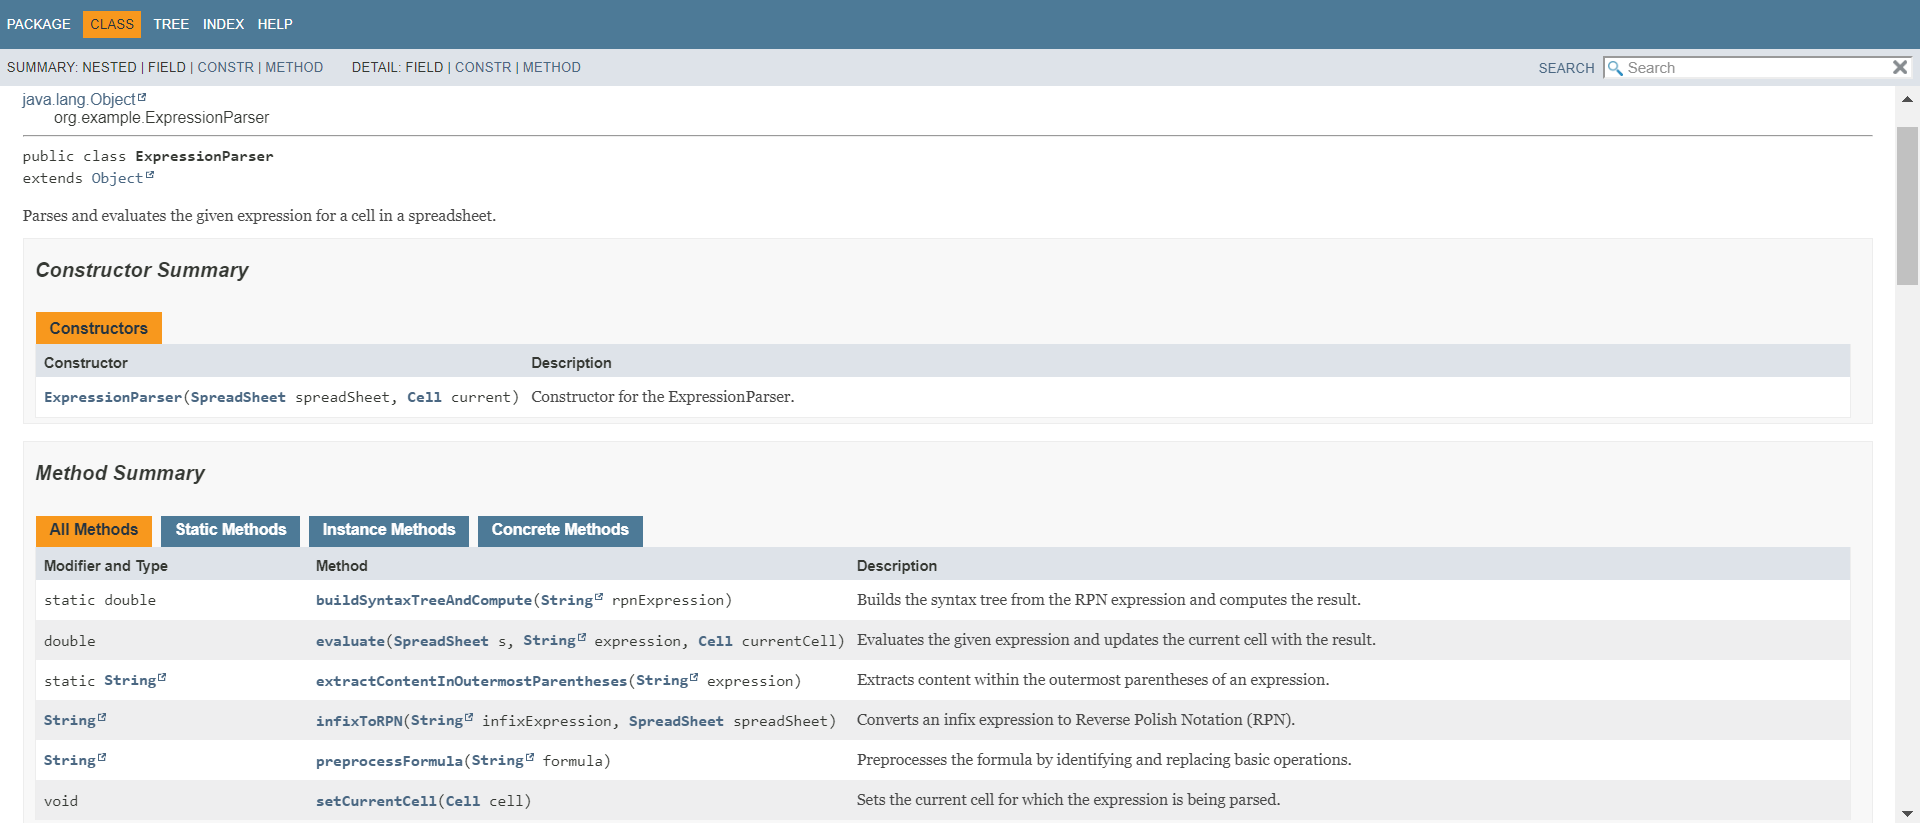 PACKAGE CLASS TREE INDEX HELP
SUMMARY: NESTED | FIELD | CONSTR | METHOD DETAIL: FIELD | CONSTR | METHOD SEARCH Search
java.lang.Object
org.example.ExpressionParser
public class ExpressionParser
extends Object
Parses and evaluates the given expression for a cell in a spreadsheet.
Constructor Summary
Constructors
Constructor Description
ExpressionParser(SpreadSheet spreadSheet, Cell current) Constructor for the ExpressionParser.
Method Summary
All Methods Static Methods Instance Methods Concrete Methods
Modifier and Type Method Description
static double buildSyntaxTreeAndCompute(String rpnExpression) Builds the syntax tree from the RPN expression and computes the result.
double evaluate(SpreadSheet s, String expression, Cell currentCell) Evaluates the given expression and updates the current cell with the result.
static String extractContentInOutermostParentheses(String expression) Extracts content within the outermost parentheses of an expression.
String infixToRPN(String infixExpression, SpreadSheet spreadSheet) Converts an infix expression to Reverse Polish Notation (RPN).
String preprocessFormula(String formula) Preprocesses the formula by identifying and replacing basic operations.
void setCurrentCell(Cell cell) Sets the current cell for which the expression is being parsed.